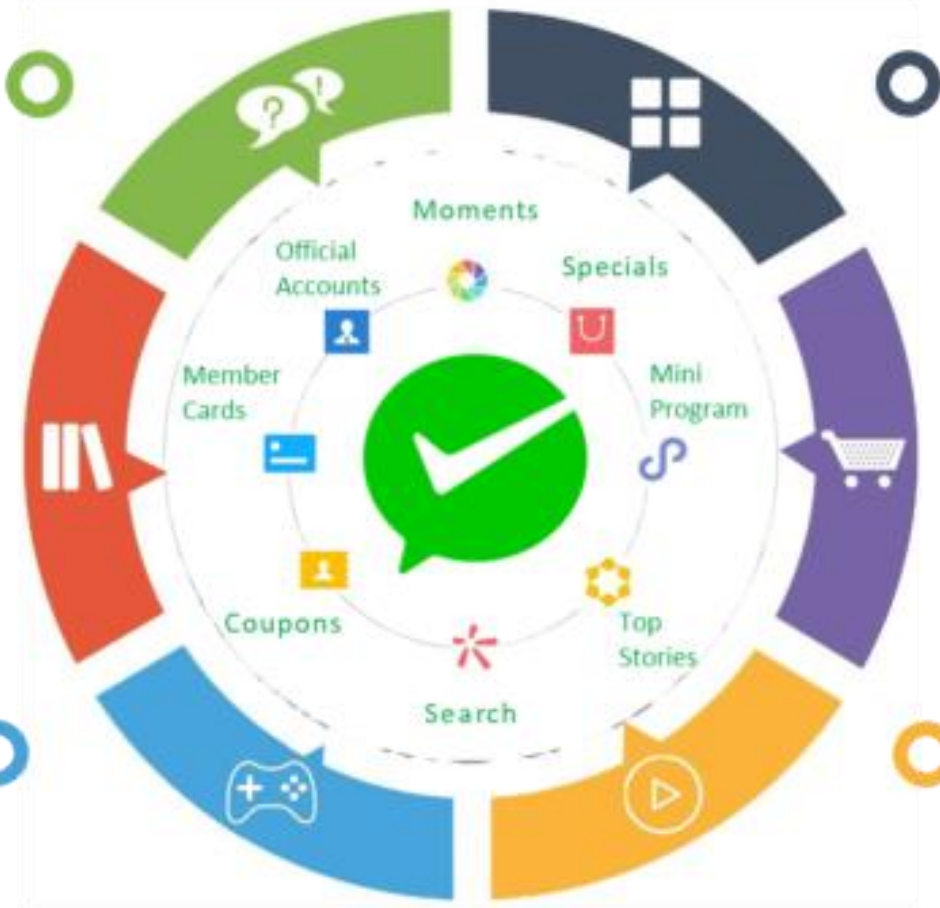 ?
!
Moments
Official
Accounts
Specials
Member
Cards
Mini
Program
Coupons
Top
Stories
Search